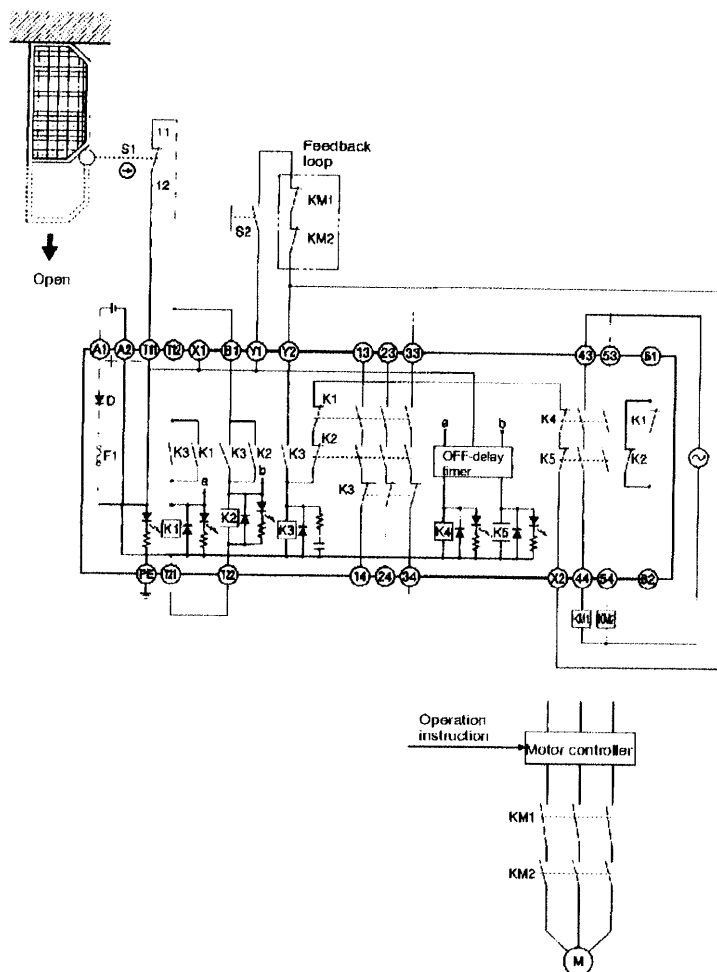 11
S1
12
Feedback loop
KM1
S2
KM2
Open
A1 A2 T11 T12 X1 B1 Y1 Y2 13 23 33 43 53 61
D
F1
K3 K1 K3 K2 K3
a
b
K1
K2
K3
a
b
OFF-delay timer
K4
K5
K1
K2
K1 K2 K3 K4 K5
PE T21 T22 14 24 34 X2 44 54 62
KM1 KM2
Operation instruction
Motor controller
KM1
KM2
M